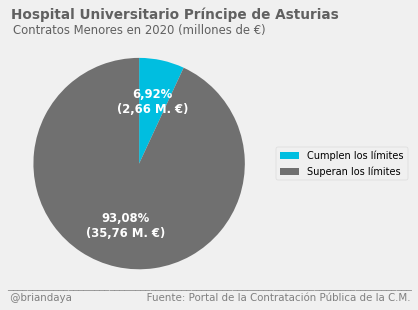 Hospital Universitario Príncipe de Asturias
Contratos Menores en 2020 (millones de €)
6,92%
(2,66 M. €)
Cumplen los límites
Superan los límites
93,08%
(35,76 M. €)
@briandaya Fuente: Portal de la Contratación Pública de la C.M.